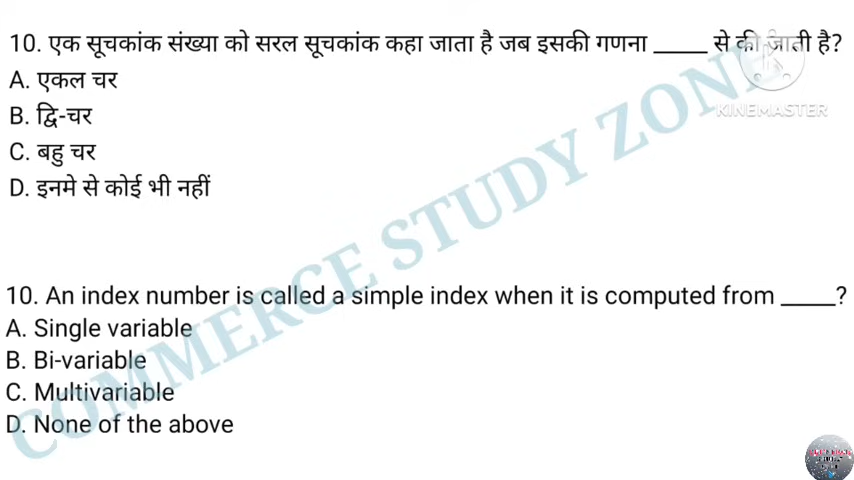 10. एक सूचकांक संख्या को सरल सूचकांक कहा जाता है जब इसकी गणना _____ से की जाती है?
KINEMASTER
A. एकल चर
B. द्वि-चर
C. बहु चर
D. इनमे से कोई भी नहीं
COMMERCE STUDY ZONE
10. An index number is called a simple index when it is computed from _____?
A. Single variable
B. Bi-variable
C. Multivariable
D. None of the above